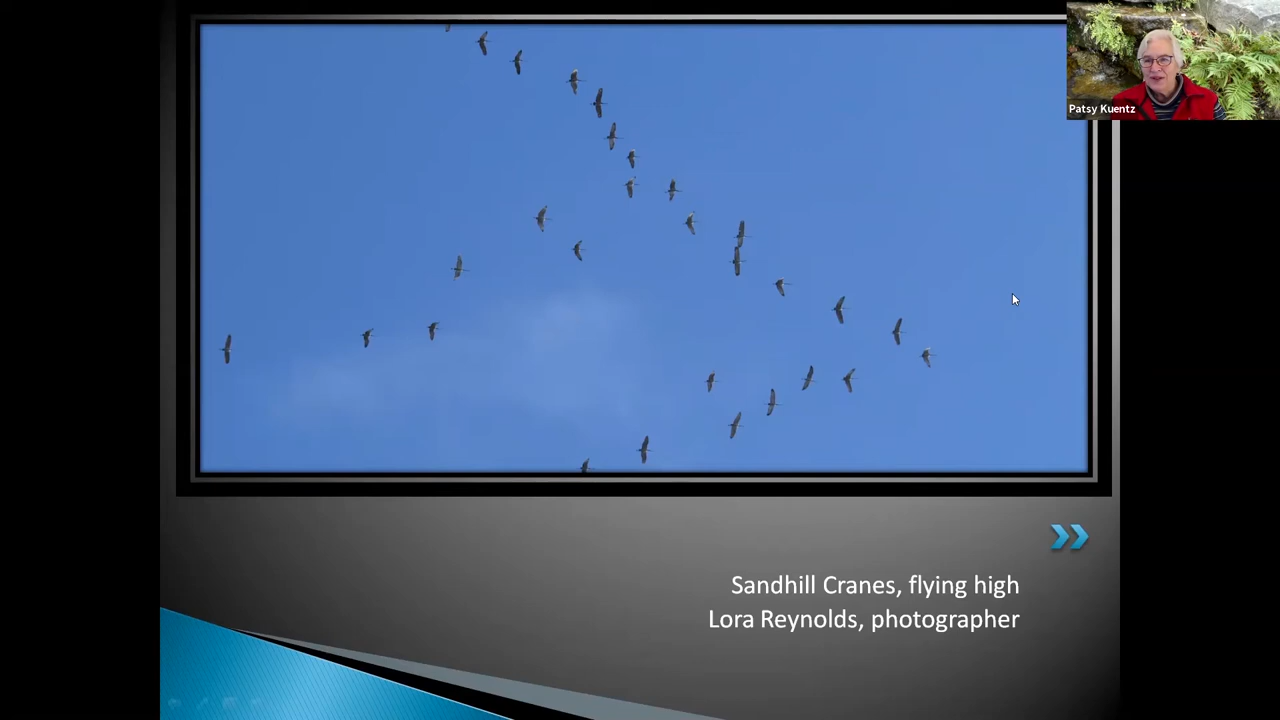 Patsy Kuentz
Sandhill Cranes, flying high
Lora Reynolds, photographer